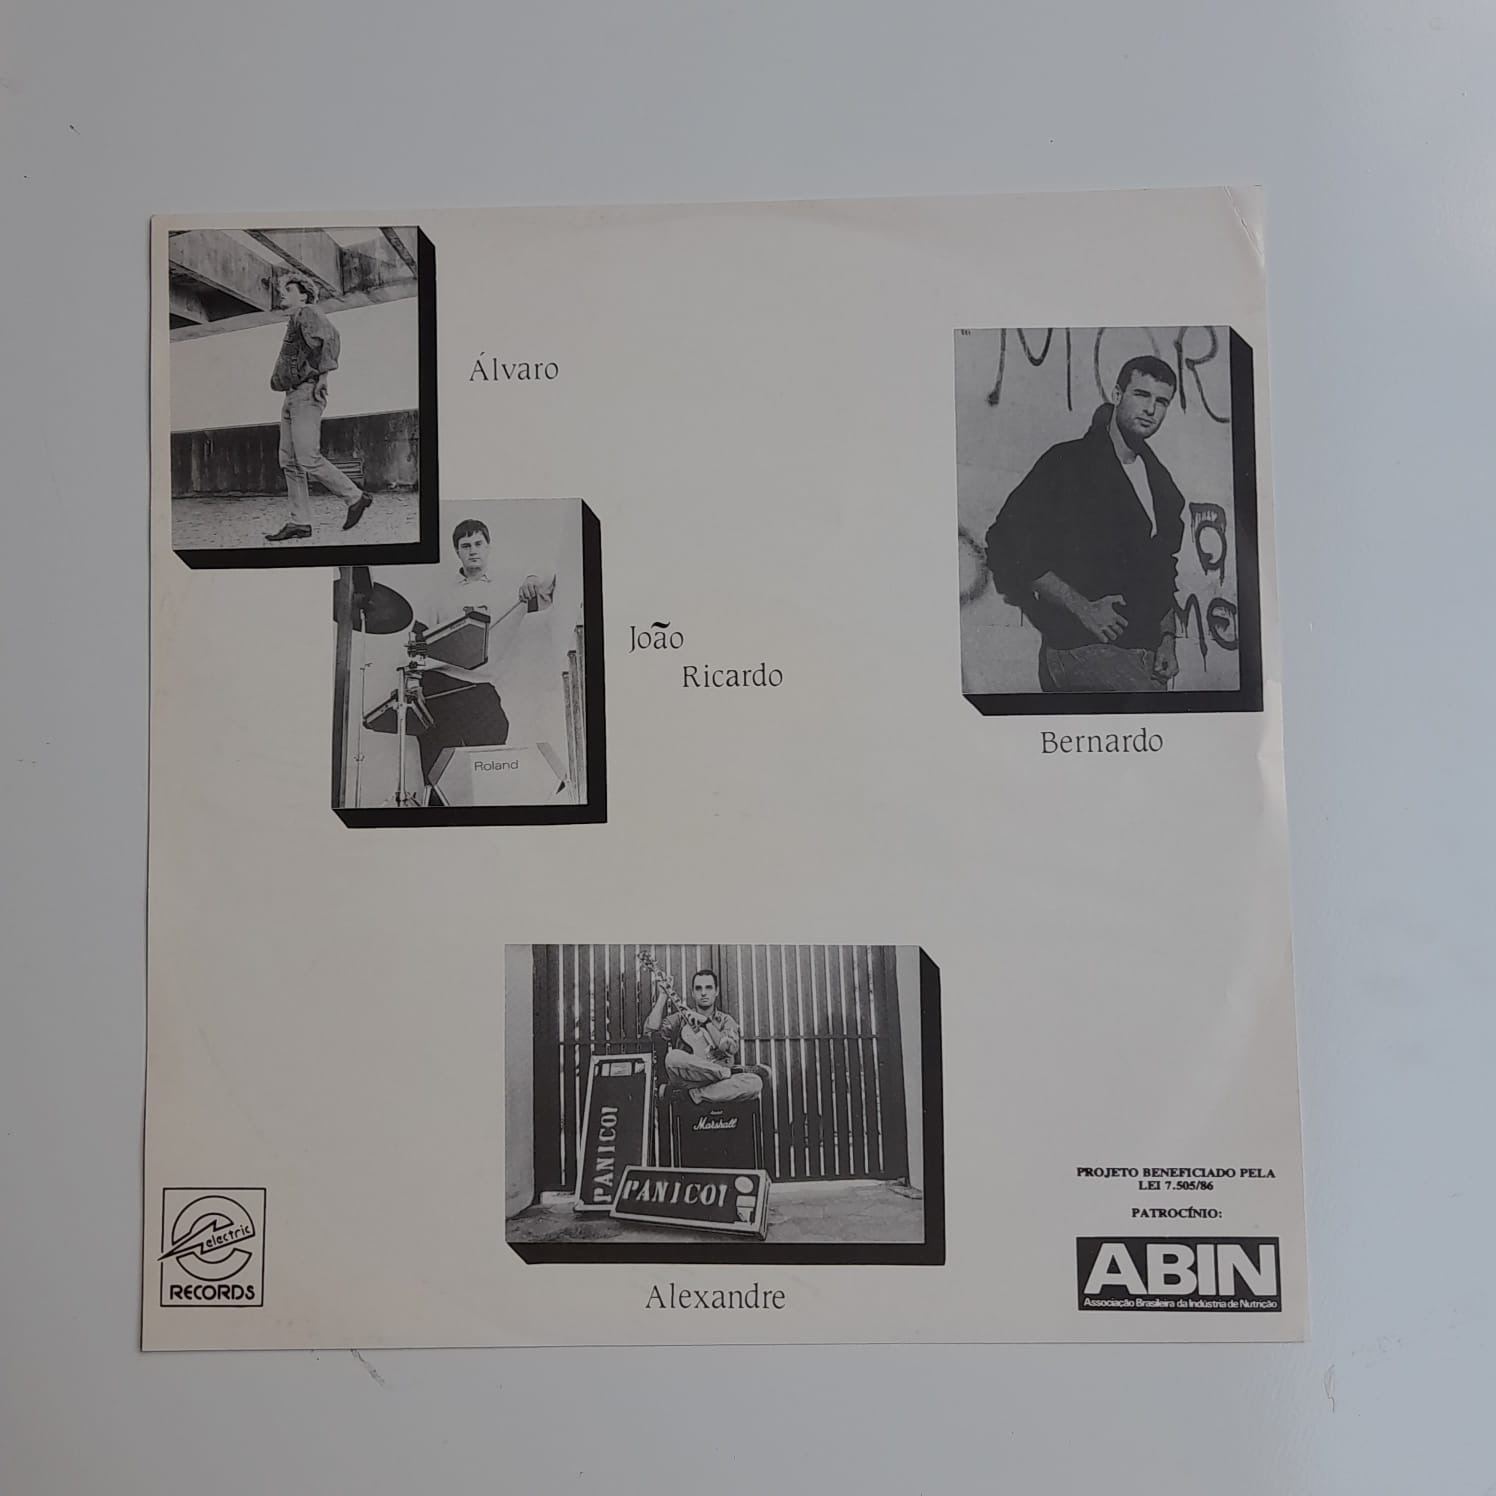 Álvaro
MOR
João
Ricardo
Roland
Bernardo
Marshall
PANICO!
PANICO!
Alexandre
electric
RECORDS
PROJETO BENEFICIADO PELA
LEI 7.505/86
PATROCÍNIO:
ABIN
Associação Brasileira da Indústria de Nutrição